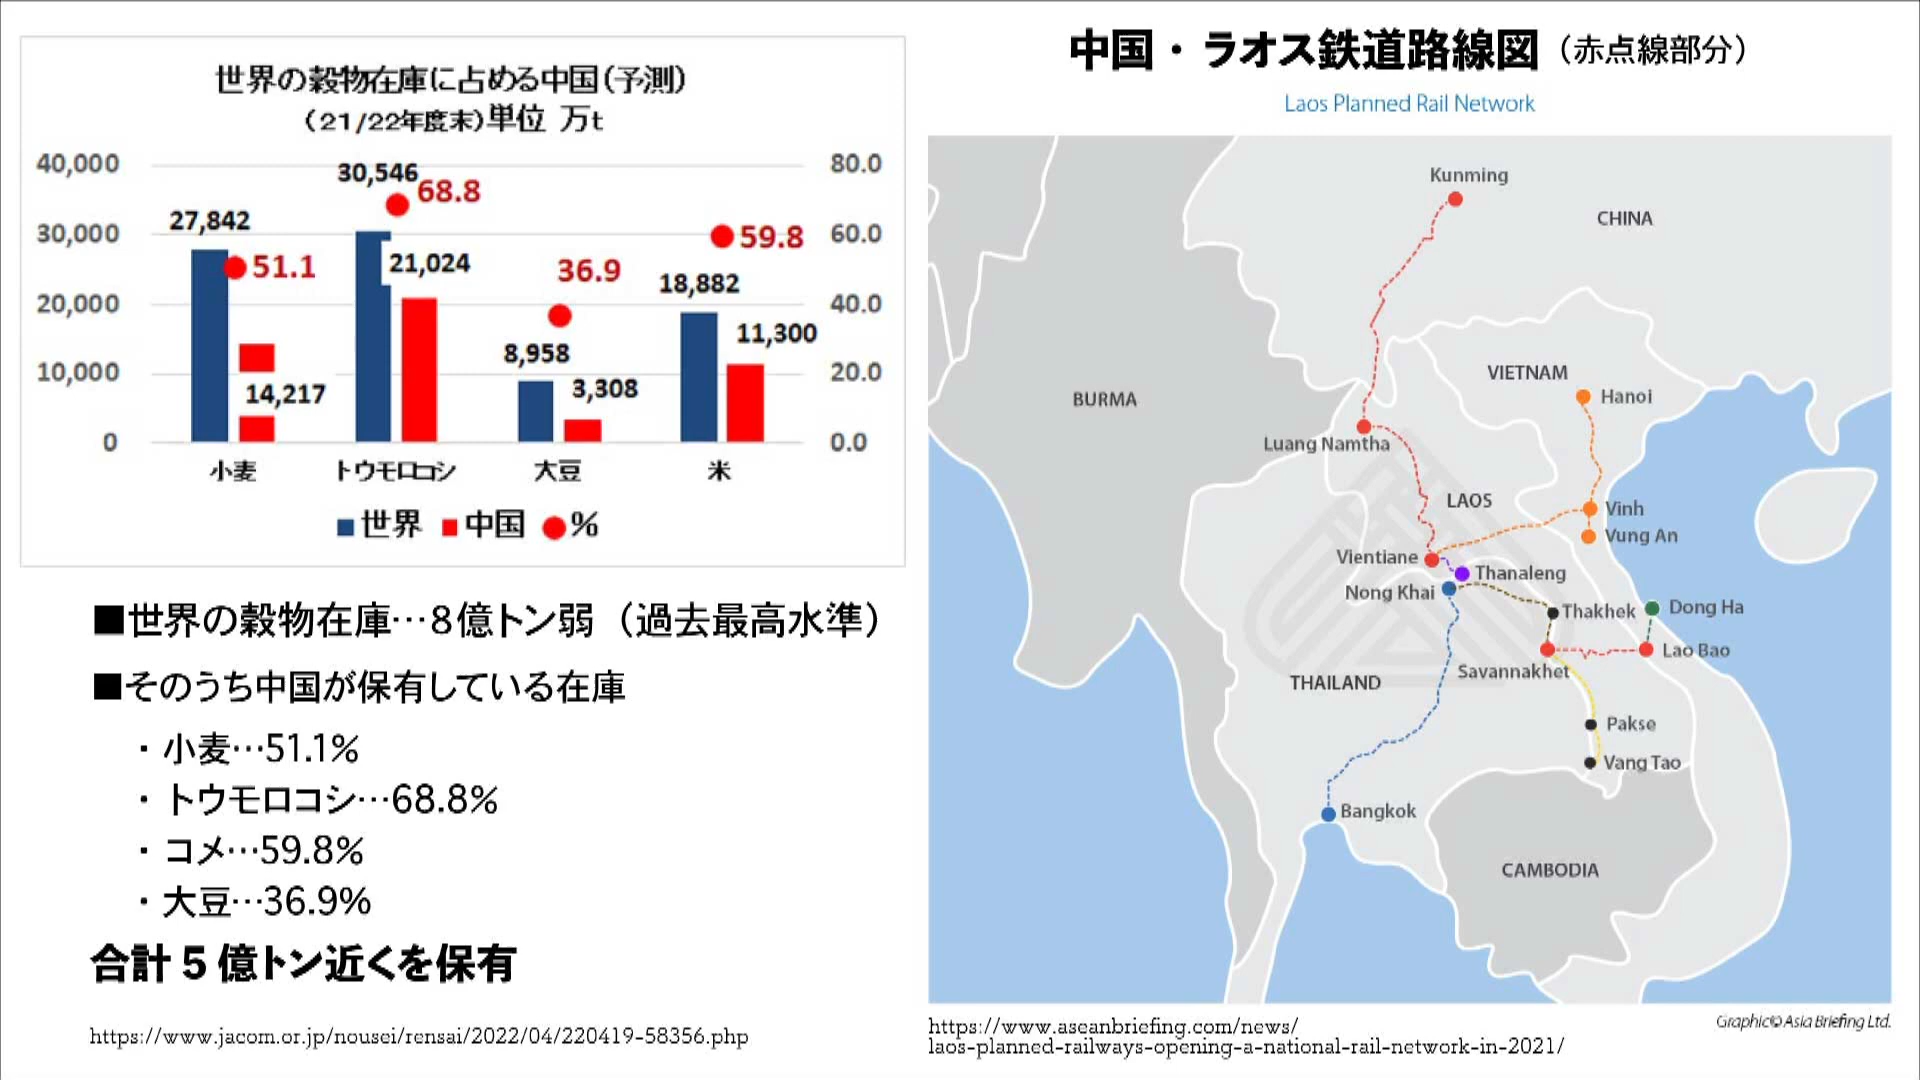 世界の穀物在庫に占める中国(予測)
(21/22年度末)単位 万t
40,000
30,000
20,000
10,000
0
80.0
60.0
40.0
20.0
0.0
27,842
51.1
14,217
30,546
68.8
21,024
8,958
36.9
3,308
18,882
59.8
11,300
小麦 トウモロコシ 大豆 米
世界 中国 %
■世界の穀物在庫…8億トン弱(過去最高水準)
■そのうち中国が保有している在庫
・小麦…51.1%
・トウモロコシ…68.8%
・コメ…59.8%
・大豆…36.9%
合計5億トン近くを保有
https://www.jacom.or.jp/nousei/rensai/2022/04/220419-58356.php
中国・ラオス鉄道路線図(赤点線部分)
Laos Planned Rail Network
Kunming
CHINA
VIETNAM
Hanoi
BURMA
Luang Namtha
LAOS
Vinh
Vung An
Vientiane
Thanaleng
Nong Khai
Thakhek
Dong Ha
Lao Bao
Savannakhet
THAILAND
Pakse
Vang Tao
Bangkok
CAMBODIA
Graphic© Asia Briefing Ltd.
https://www.aseanbriefing.com/news/
laos-planned-railways-opening-a-national-rail-network-in-2021/